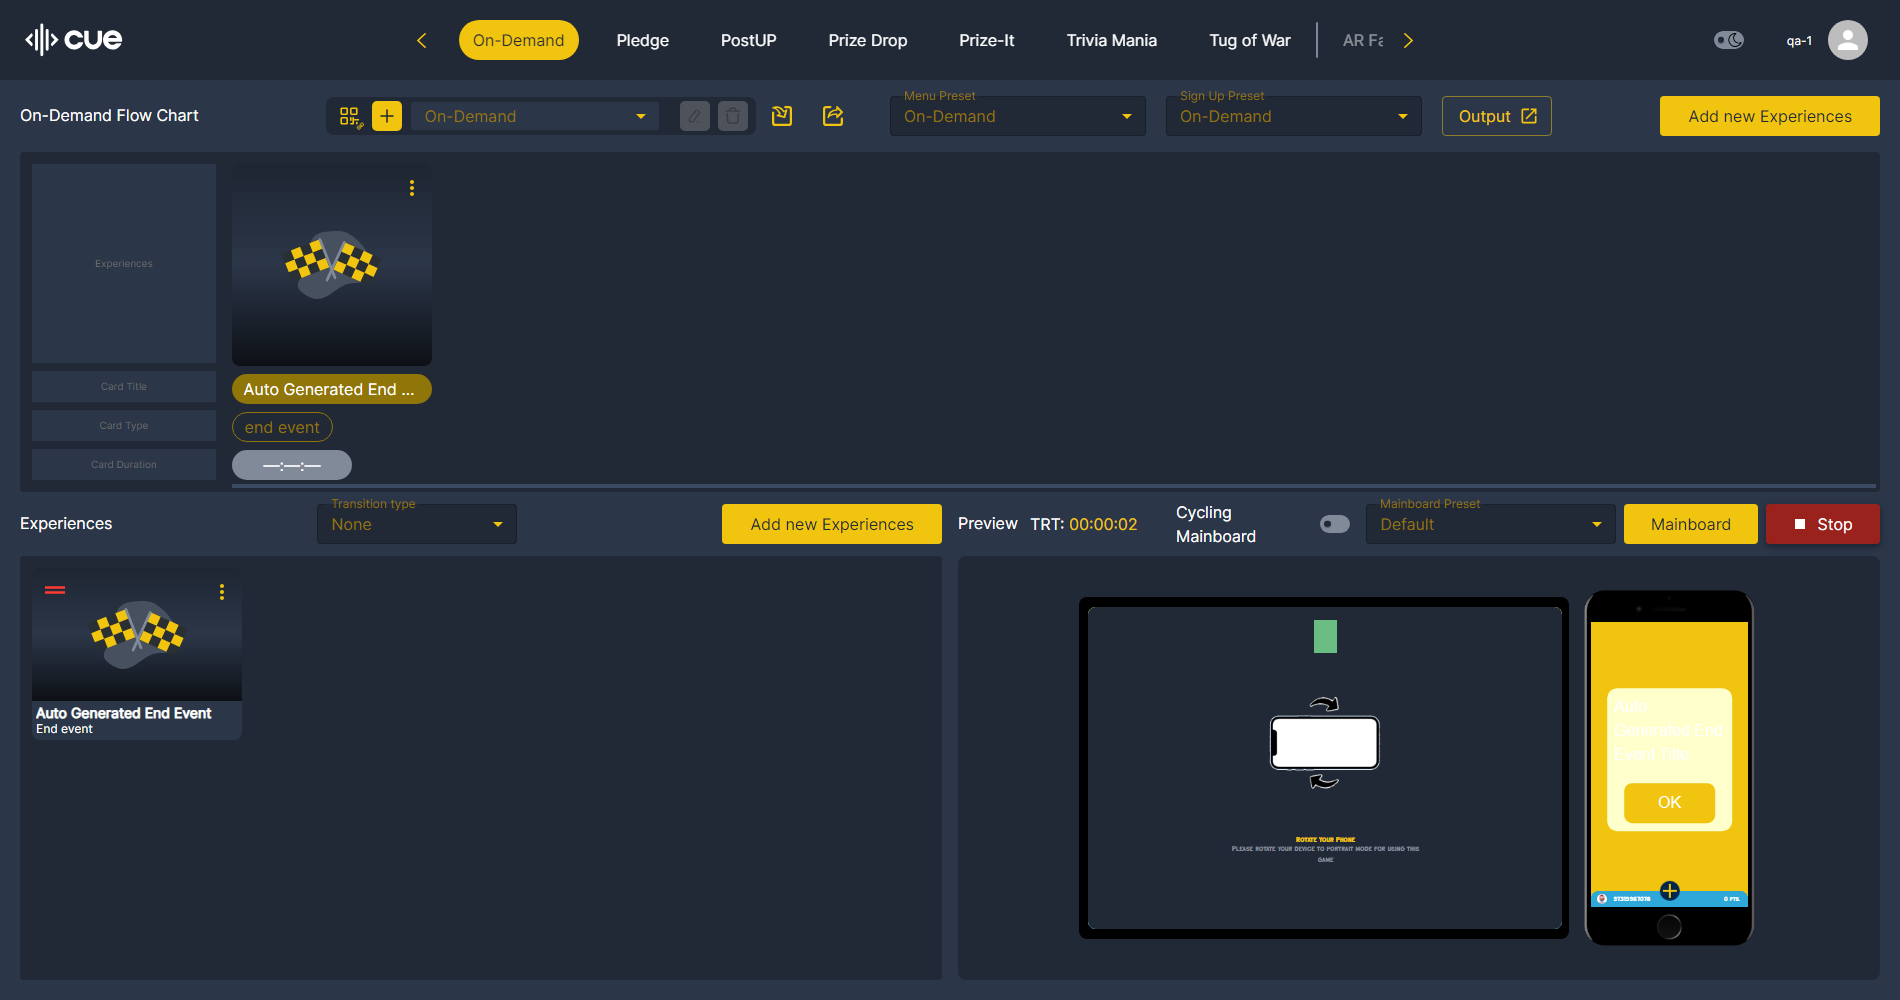 cue
On-Demand
Pledge
PostUP
Prize Drop
Prize-It
Trivia Mania
Tug of War
AR Fa
qa-1
On-Demand Flow Chart
On-Demand
Menu Preset
On-Demand
Sign Up Preset
On-Demand
Output
Add new Experiences
Experiences
Card Title
Card Type
Card Duration
Auto Generated End ...
end event
—:—:—
Experiences
Transition type
None
Add new Experiences
Preview
TRT: 00:00:02
Cycling
Mainboard
Mainboard Preset
Default
Mainboard
Stop
Auto Generated End Event
End event
Rotate Your Phone
Please rotate your device to portrait mode for using this
game
Auto
Generated End
Event Title
OK
97319967078
0 PTS.